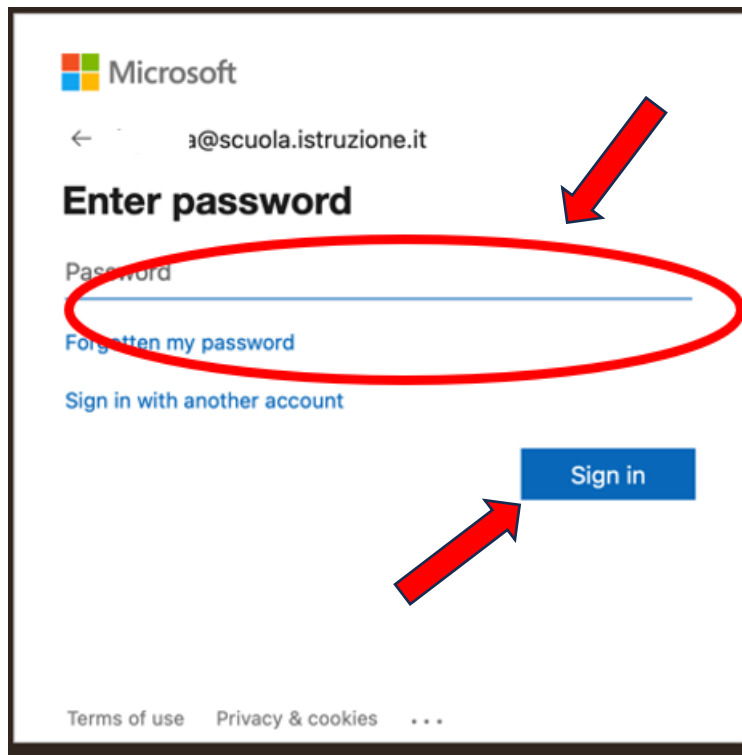 Microsoft
a@scuola.istruzione.it
Enter password
Password
Forgotten my password
Sign in with another account
Sign in
Terms of use Privacy & cookies ...